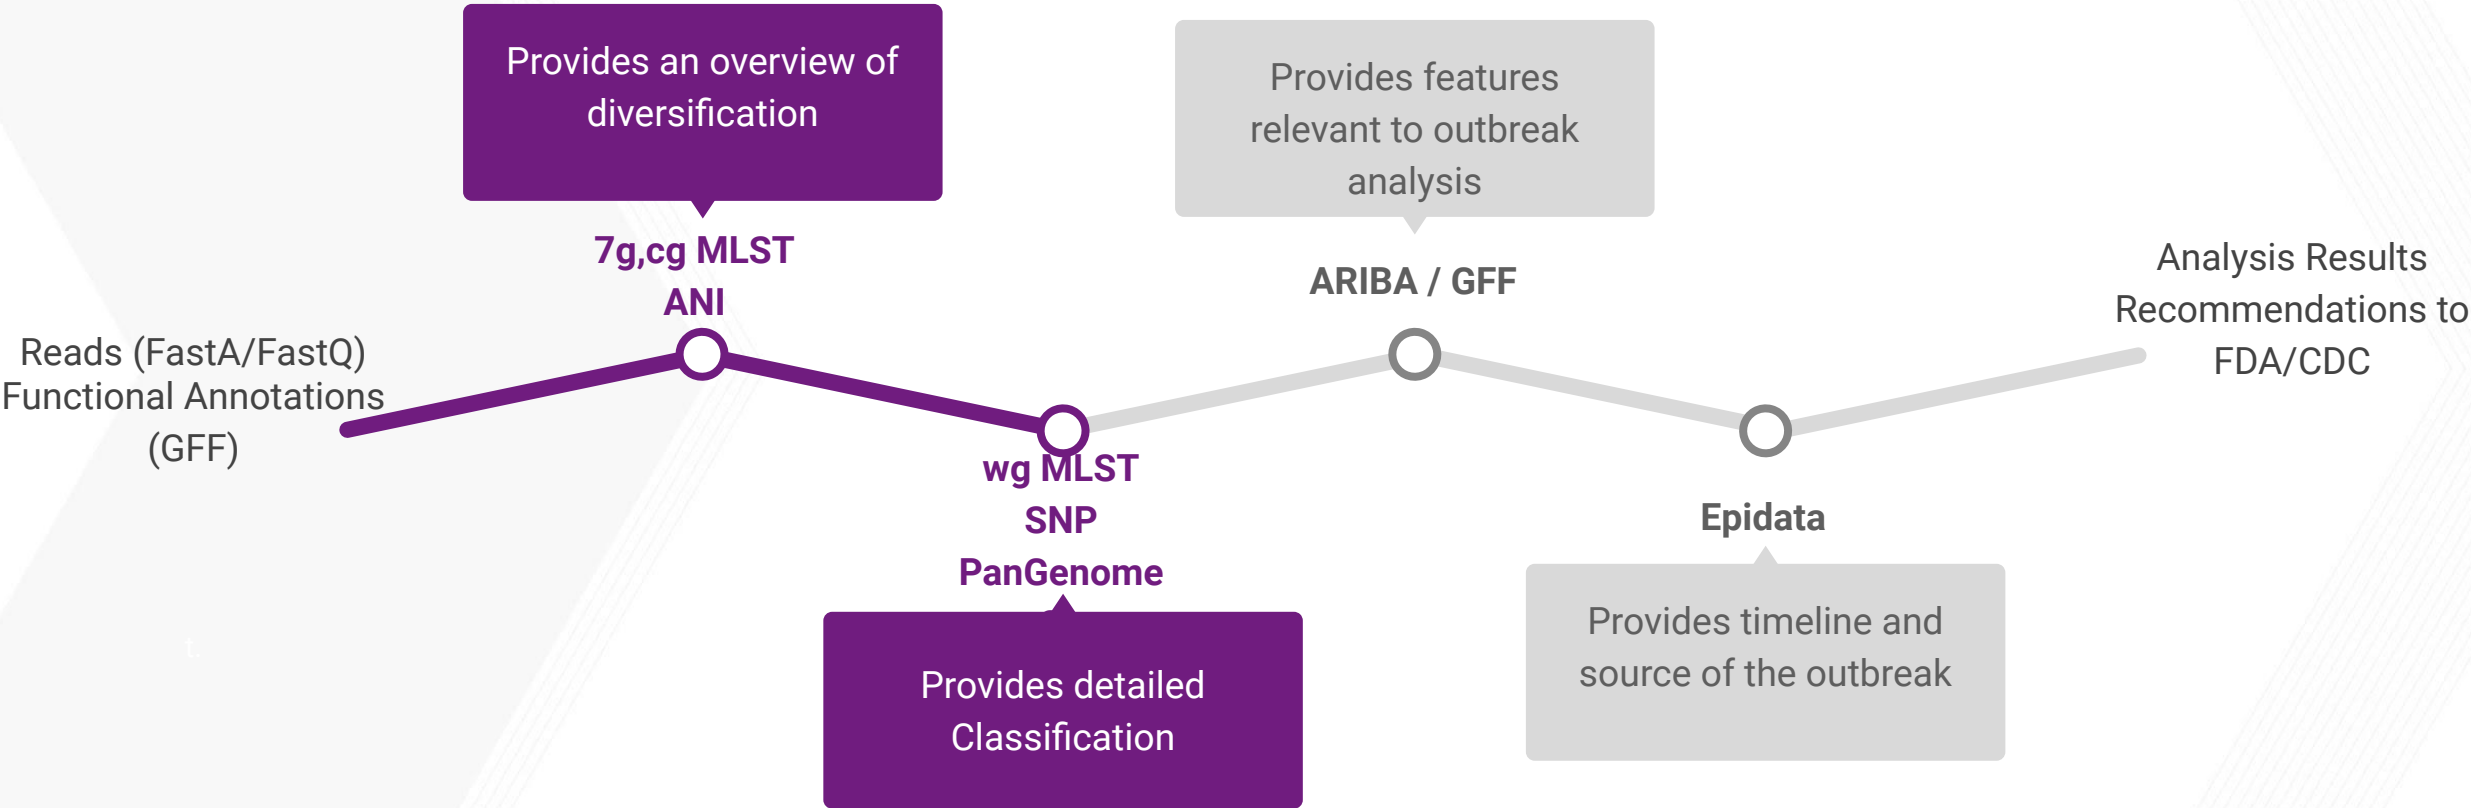 Provides an overview of
diversification
7g,cg MLST
ANI
Reads (FastA/FastQ)
Functional Annotations
(GFF)
wg MLST
SNP
PanGenome
Provides detailed
Classification
Provides features
relevant to outbreak
analysis
ARIBA / GFF
Epidata
Provides timeline and
source of the outbreak
Analysis Results
Recommendations to
FDA/CDC
t.